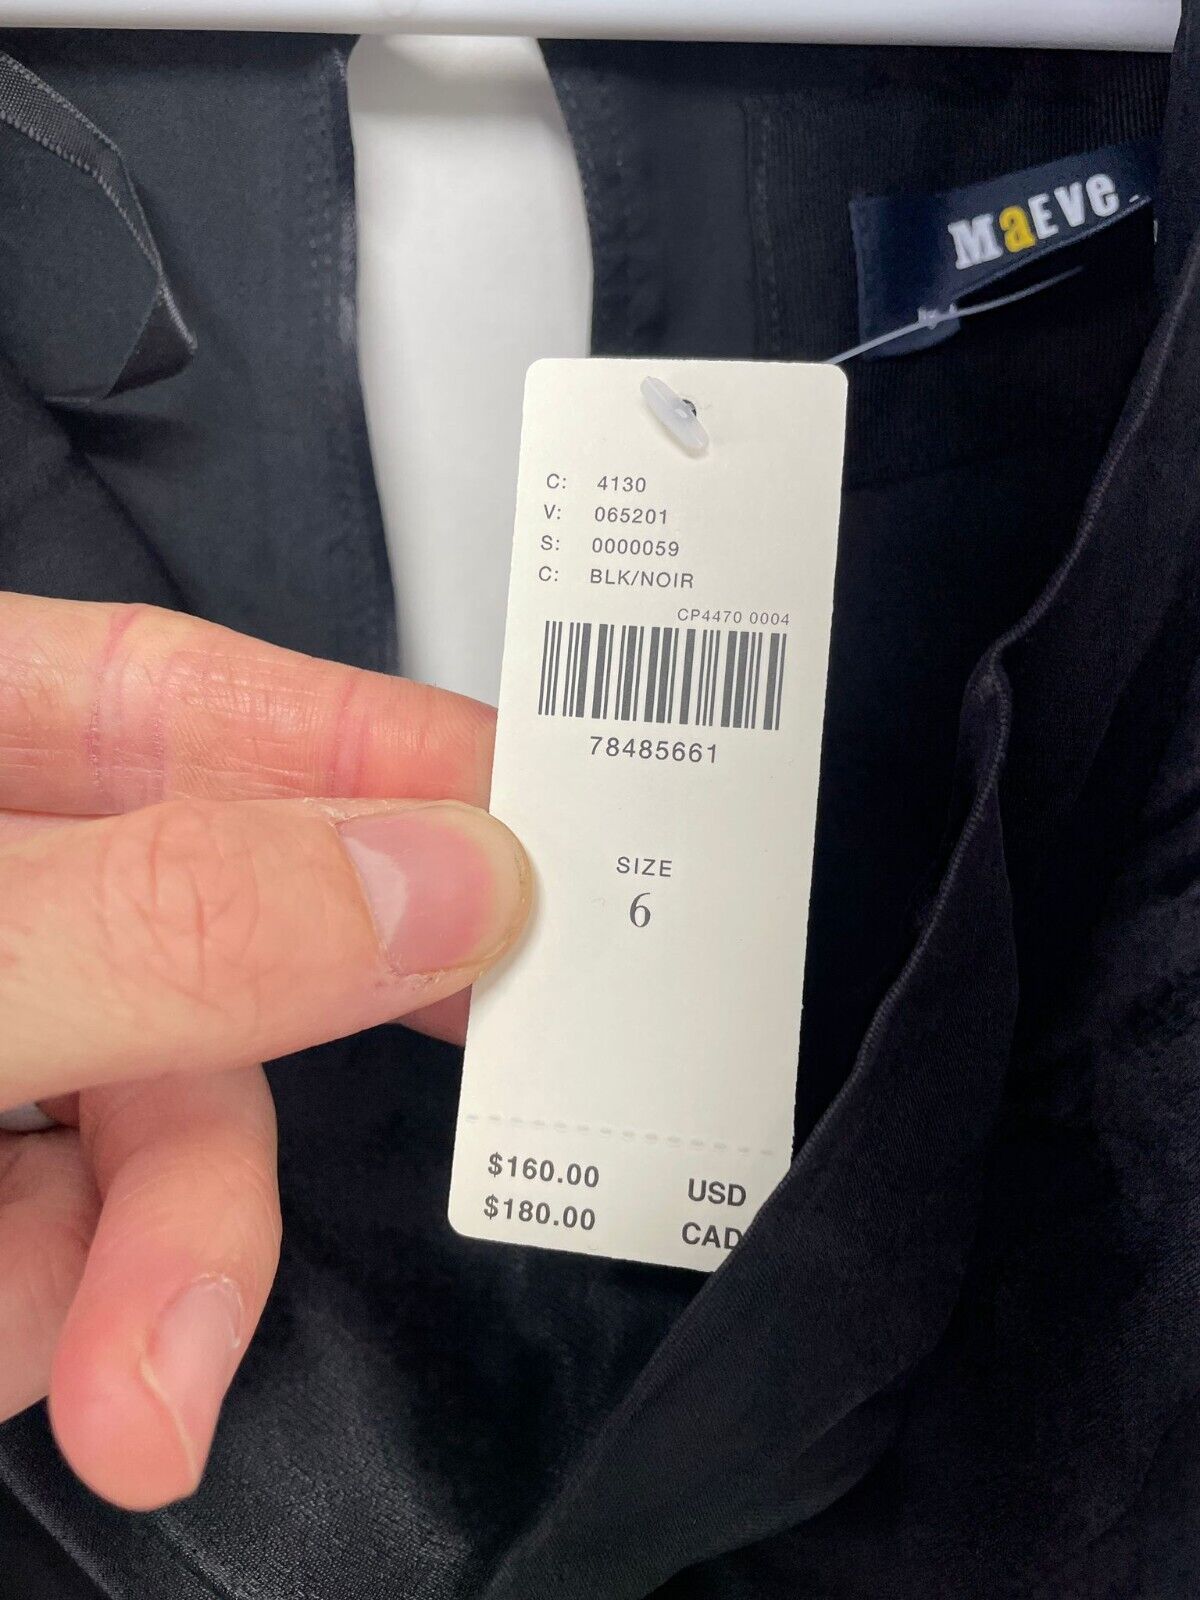 MaEVe
C: 4130
V: 065201
S: 0000059
C: BLK/NOIR
CP4470 0004
78485661
SIZE
6
$160.00 USD
$180.00 CAD